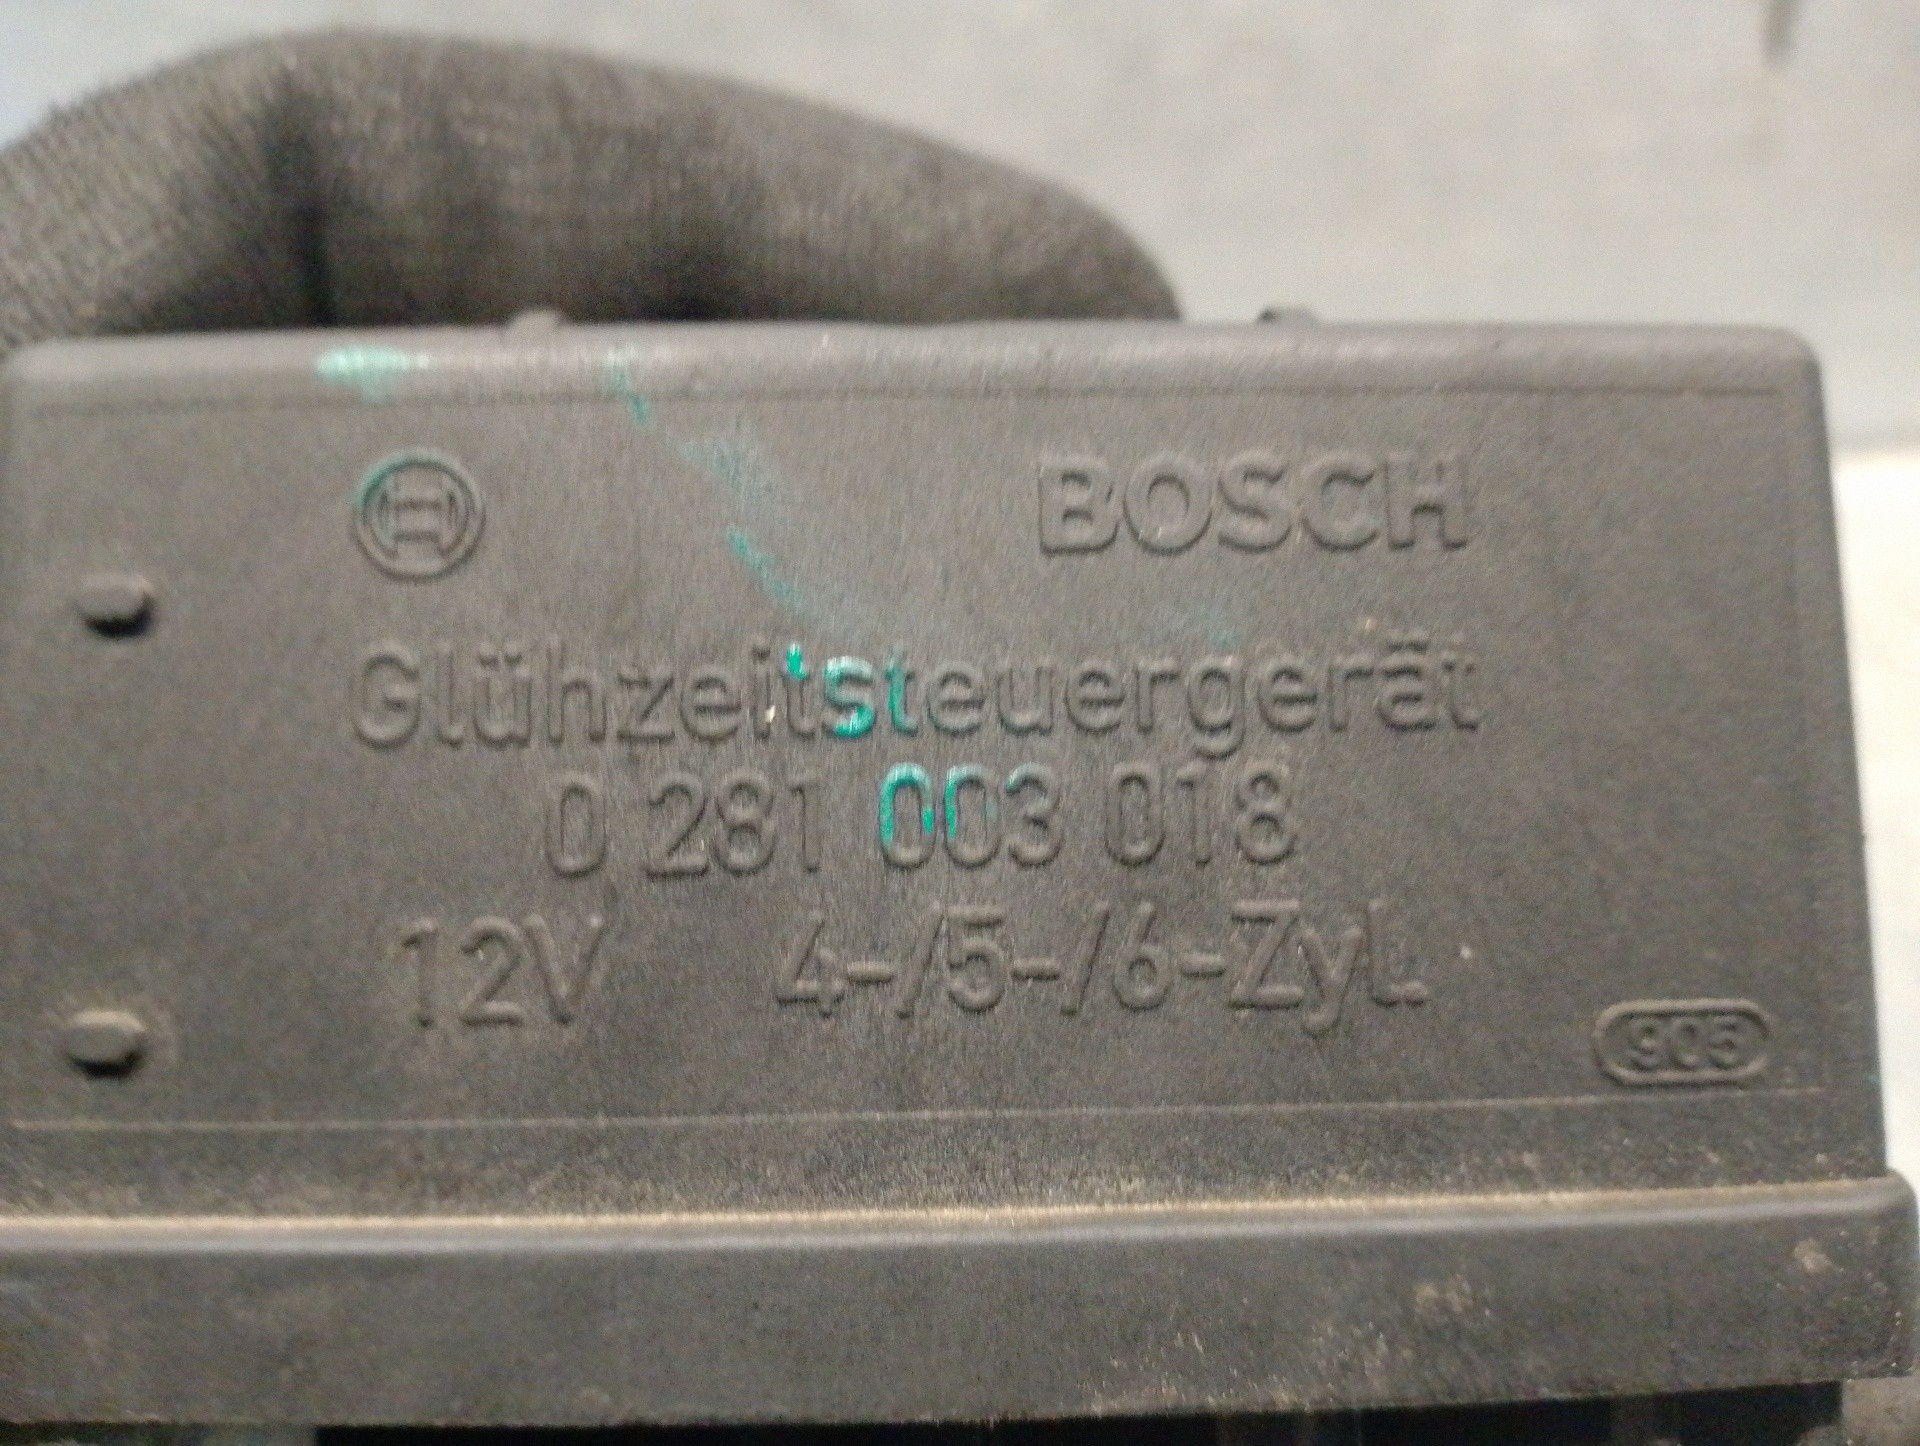 BOSCH
Glühzeitsteuergerät
0 281 003 018
12V 4-/5-/6-Zyl.
905